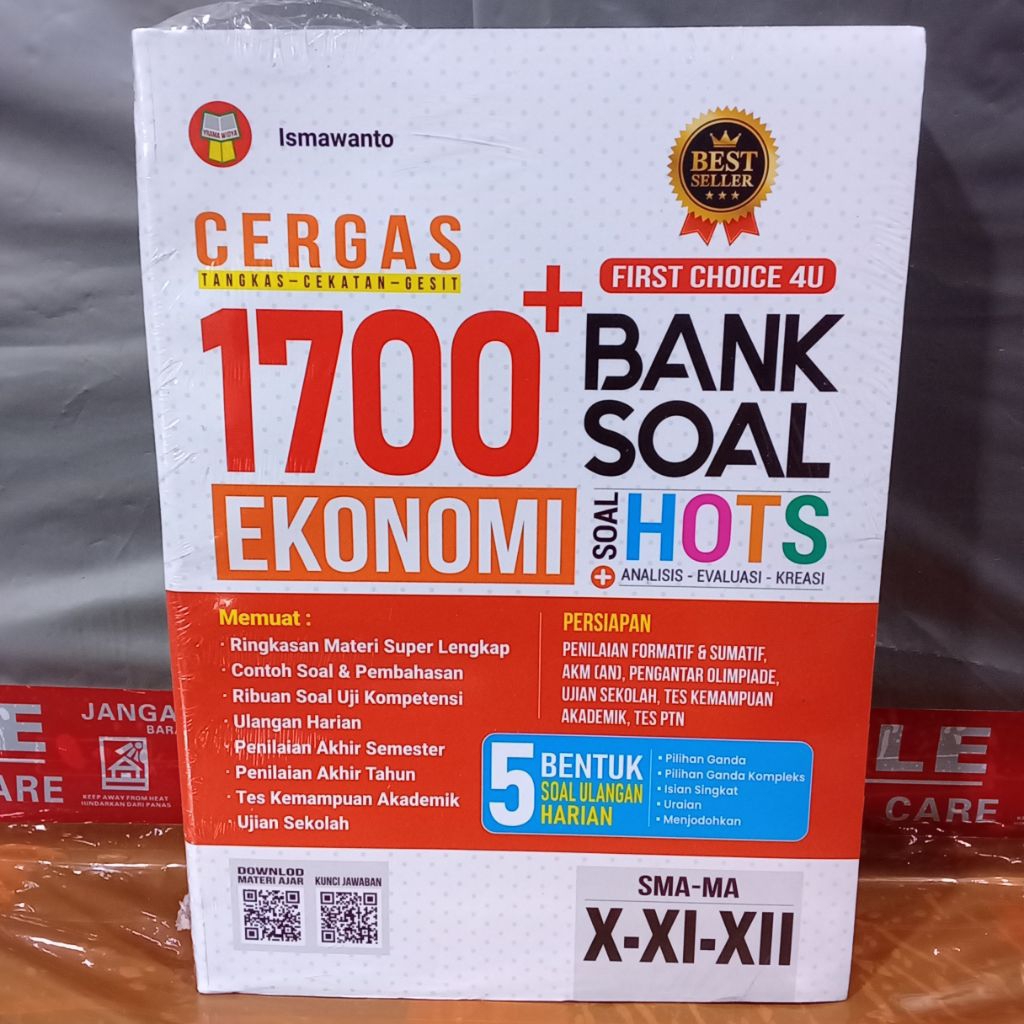 YRAMA WIDYA
Ismawanto
BEST
SELLER
CERGAS
TANGKAS-CEKATAN-GESIT
FIRST CHOICE 4U
1700+
BANK
SOAL
EKONOMI
+ SOAL
HOTS
ANALISIS - EVALUASI - KREASI
Memuat :
· Ringkasan Materi Super Lengkap
· Contoh Soal & Pembahasan
· Ribuan Soal Uji Kompetensi
· Ulangan Harian
· Penilaian Akhir Semester
· Penilaian Akhir Tahun
· Tes Kemampuan Akademik
· Ujian Sekolah
PERSIAPAN
PENILAIAN FORMATIF & SUMATIF,
AKM (AN), PENGANTAR OLIMPIADE,
UJIAN SEKOLAH, TES KEMAMPUAN
AKADEMIK, TES PTN
5
BENTUK
SOAL ULANGAN
HARIAN
• Pilihan Ganda
• Pilihan Ganda Kompleks
• Isian Singkat
• Uraian
• Menjodohkan
DOWNLOD
MATERI AJAR
KUNCI JAWABAN
SMA-MA
X-XI-XII
JANGA
BARA
KEEP AWAY FROM HEAT
HINDARKAN DARI PANAS
LE
CARE